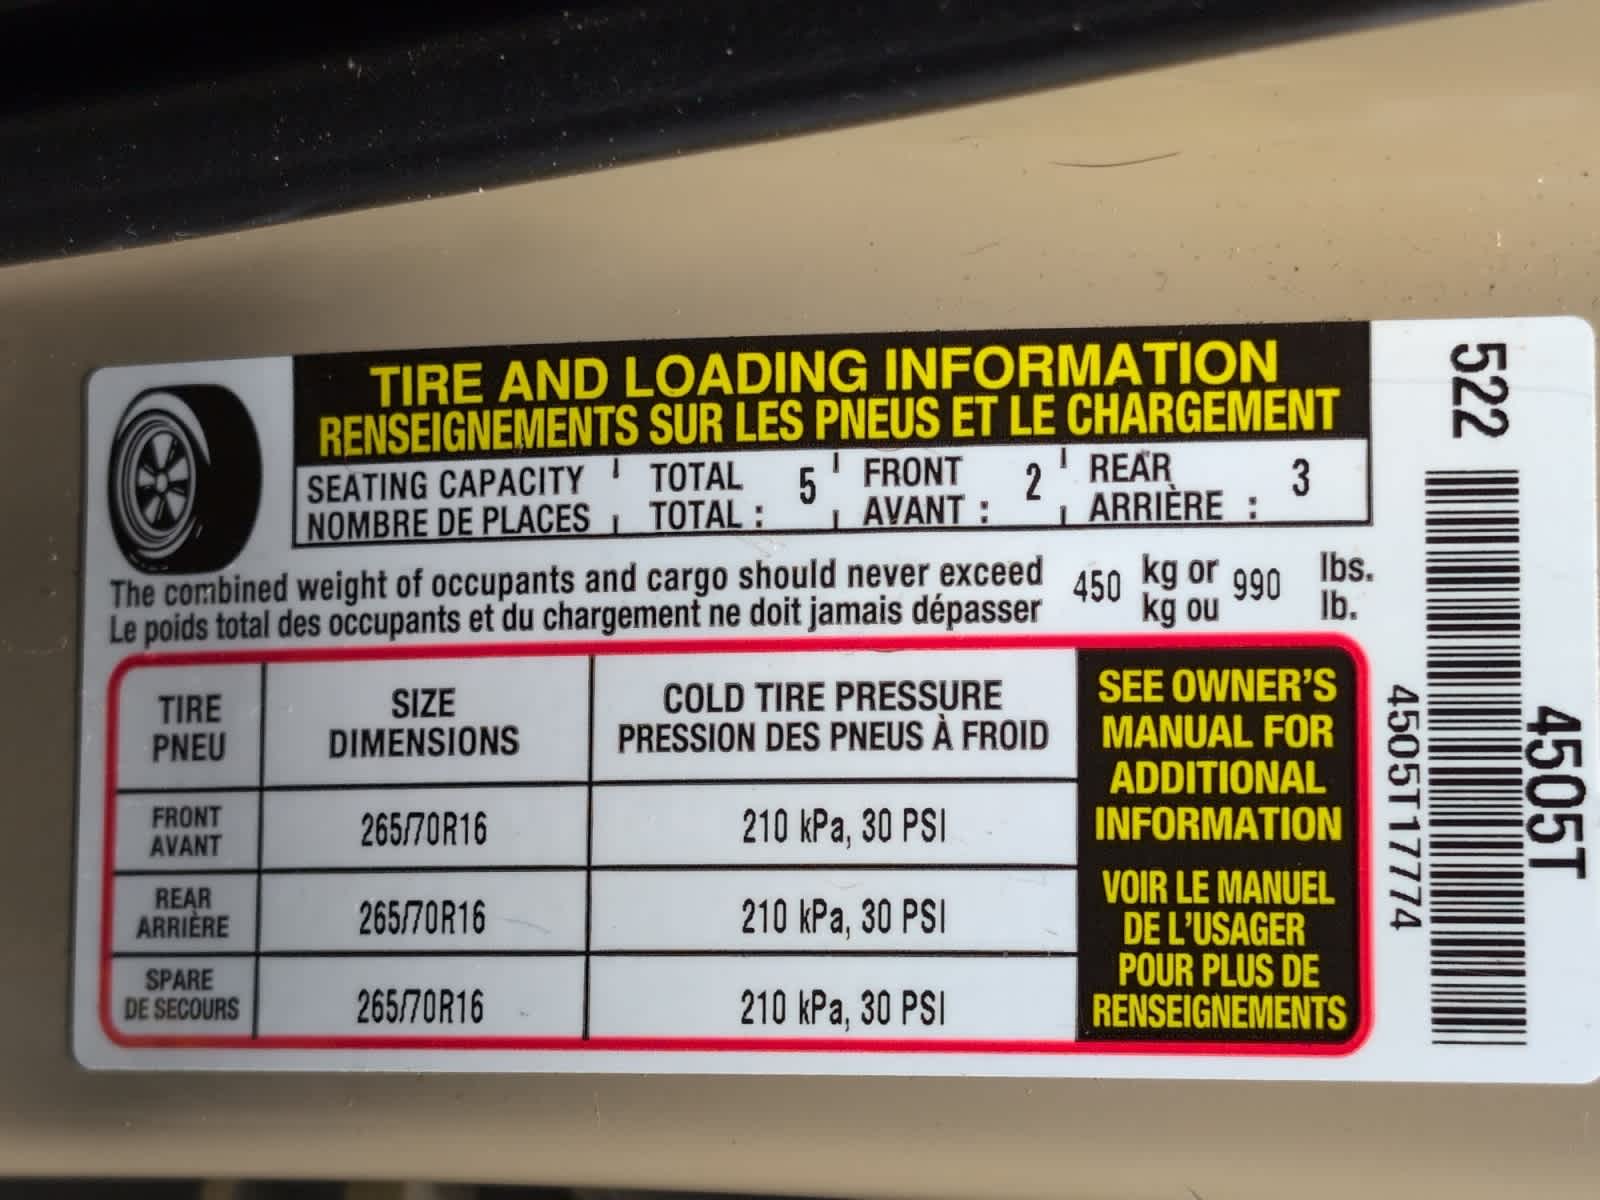 TIRE AND LOADING INFORMATION
RENSEIGNEMENTS SUR LES PNEUS ET LE CHARGEMENT
SEATING CAPACITY TOTAL 5 FRONT 2 REAR 3
NOMBRE DE PLACES TOTAL : AVANT : ARRIÈRE :
The combined weight of occupants and cargo should never exceed 450 kg or 990 lbs.
Le poids total des occupants et du chargement ne doit jamais dépasser kg ou lb.
TIRE SIZE COLD TIRE PRESSURE
PNEU DIMENSIONS PRESSION DES PNEUS À FROID
FRONT 265/70R16 210 kPa, 30 PSI
AVANT
REAR 265/70R16 210 kPa, 30 PSI
ARRIÈRE
SPARE 265/70R16 210 kPa, 30 PSI
DE SECOURS
SEE OWNER'S
MANUAL FOR
ADDITIONAL
INFORMATION
VOIR LE MANUEL
DE L'USAGER
POUR PLUS DE
RENSEIGNEMENTS
522
4505T
4505T17774